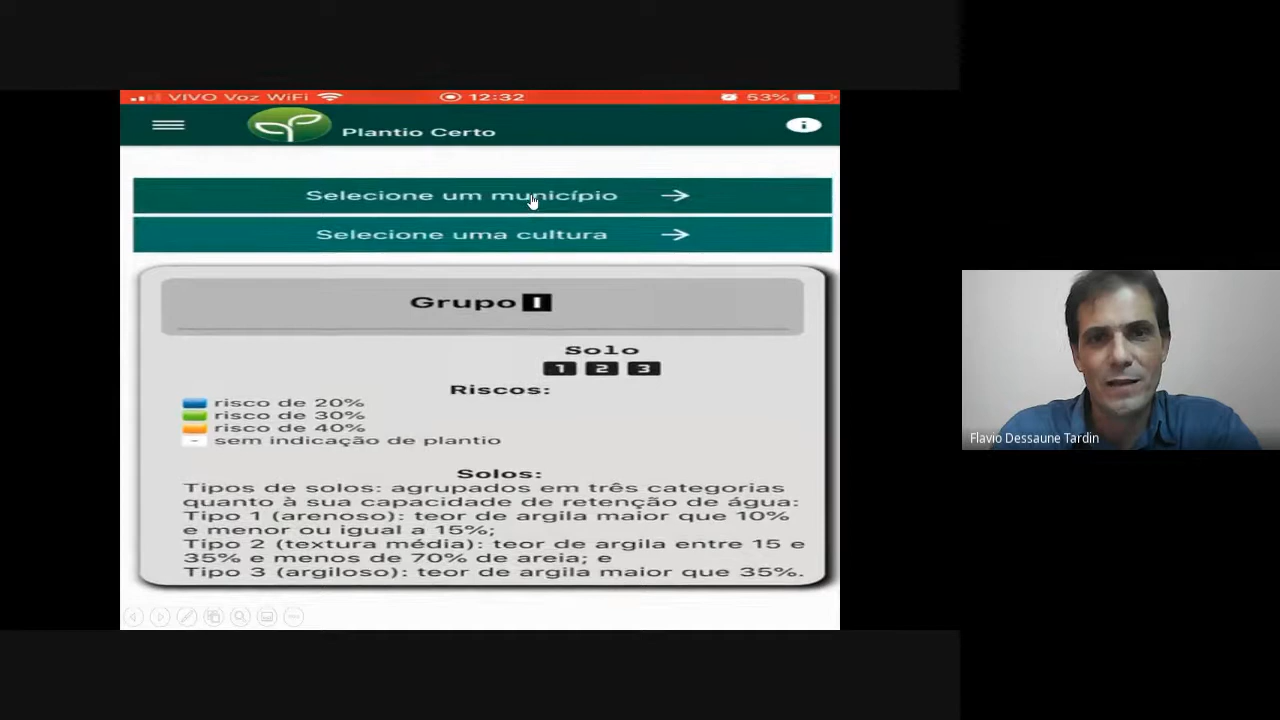 VIVO Voz WiFi 12:32 53%
Plantio Certo
Selecione um município
Selecione uma cultura
Grupo I
Solo
1 2 3
Riscos:
risco de 20%
risco de 30%
risco de 40%
- sem indicação de plantio
Solos:
Tipos de solos: agrupados em três categorias
quanto à sua capacidade de retenção de água:
Tipo 1 (arenoso): teor de argila maior que 10%
e menor ou igual a 15%;
Tipo 2 (textura média): teor de argila entre 15 e
35% e menos de 70% de areia; e
Tipo 3 (argiloso): teor de argila maior que 35%.
Flavio Dessaune Tardin